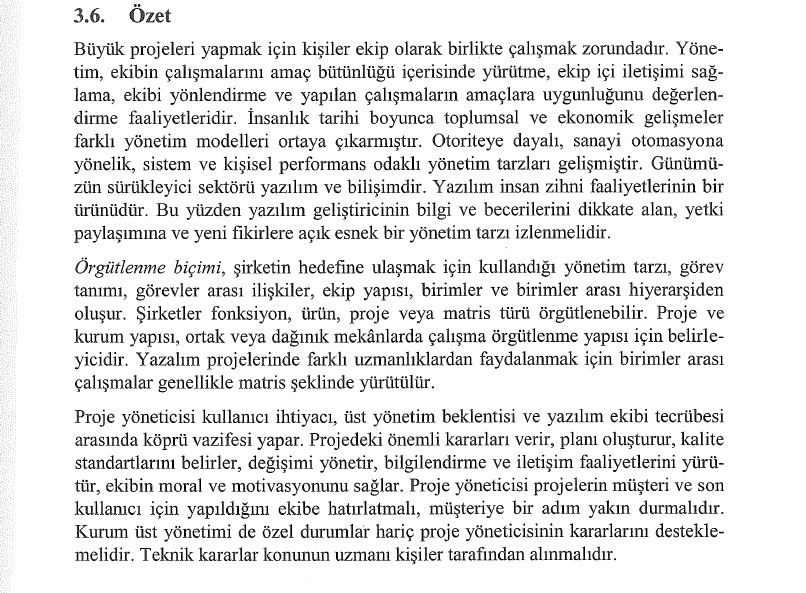 3.6. Özet
Büyük projeleri yapmak için kişiler ekip olarak birlikte çalışmak zorundadır. Yöne-
tim, ekibin çalışmalarını amaç bütünlüğü içerisinde yürütme, ekip içi iletişimi sağ-
lama, ekibi yönlendirme ve yapılan çalışmaların amaçlara uygunluğunu değerlen-
dirme faaliyetleridir. İnsanlık tarihi boyunca toplumsal ve ekonomik gelişmeler
farklı yönetim modelleri ortaya çıkarmıştır. Otoriteye dayalı, sanayi otomasyona
yönelik, sistem ve kişisel performans odaklı yönetim tarzları gelişmiştir. Günümü-
zün sürükleyici sektörü yazılım ve bilişimdir. Yazılım insan zihni faaliyetlerinin bir
ürünüdür. Bu yüzden yazılım geliştiricinin bilgi ve becerilerini dikkate alan, yetki
paylaşımına ve yeni fikirlere açık esnek bir yönetim tarzı izlenmelidir.
Örgütlenme biçimi, şirketin hedefine ulaşmak için kullandığı yönetim tarzı, görev
tanımı, görevler arası ilişkiler, ekip yapısı, birimler ve birimler arası hiyerarşiden
oluşur. Şirketler fonksiyon, ürün, proje veya matris türü örgütlenebilir. Proje ve
kurum yapısı, ortak veya dağınık mekânlarda çalışma örgütlenme yapısı için belirle-
yicidir. Yazalım projelerinde farklı uzmanlıklardan faydalanmak için birimler arası
çalışmalar genellikle matris şeklinde yürütülür.
Proje yöneticisi kullanıcı ihtiyacı, üst yönetim beklentisi ve yazılım ekibi tecrübesi
arasında köprü vazifesi yapar. Projedeki önemli kararları verir, planı oluşturur, kalite
standartlarını belirler, değişimi yönetir, bilgilendirme ve iletişim faaliyetlerini yürü-
tür, ekibin moral ve motivasyonunu sağlar. Proje yöneticisi projelerin müşteri ve son
kullanıcı için yapıldığını ekibe hatırlatmalı, müşteriye bir adım yakın durmalıdır.
Kurum üst yönetimi de özel durumlar hariç proje yöneticisinin kararlarını destekle-
melidir. Teknik kararlar konunun uzmanı kişiler tarafından alınmalıdır.